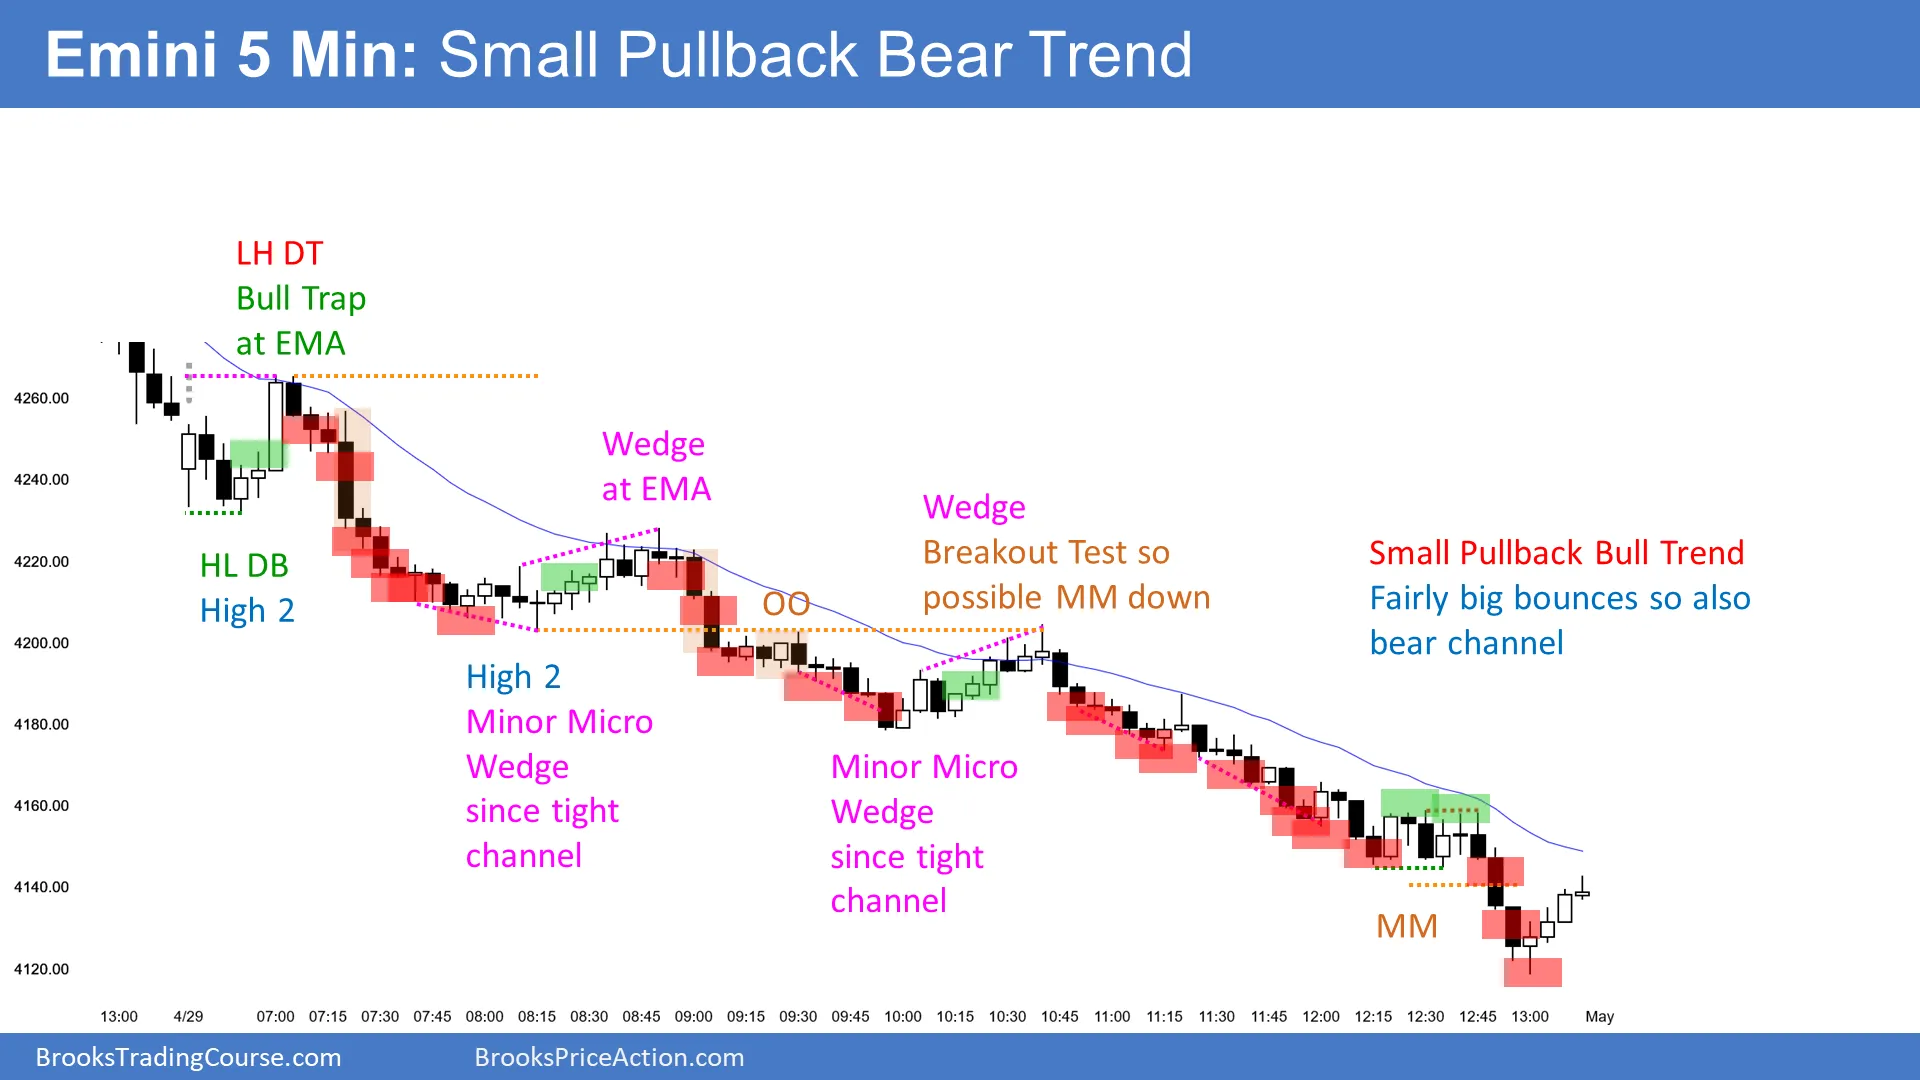 Emini 5 Min: Small Pullback Bear Trend
LH DT
Bull Trap
at EMA
HL DB
High 2
Wedge
at EMA
High 2
Minor Micro
Wedge
since tight
channel
OO
Wedge
Breakout Test so
possible MM down
Minor Micro
Wedge
since tight
channel
Small Pullback Bull Trend
Fairly big bounces so also
bear channel
MM
4260.00
4240.00
4220.00
4200.00
4180.00
4160.00
4140.00
4120.00
13:00 4/29 07:00 07:15 07:30 07:45 08:00 08:15 08:30 08:45 09:00 09:15 09:30 09:45 10:00 10:15 10:30 10:45 11:00 11:15 11:30 11:45 12:00 12:15 12:30 12:45 13:00 May
BrooksTradingCourse.com BrooksPriceAction.com